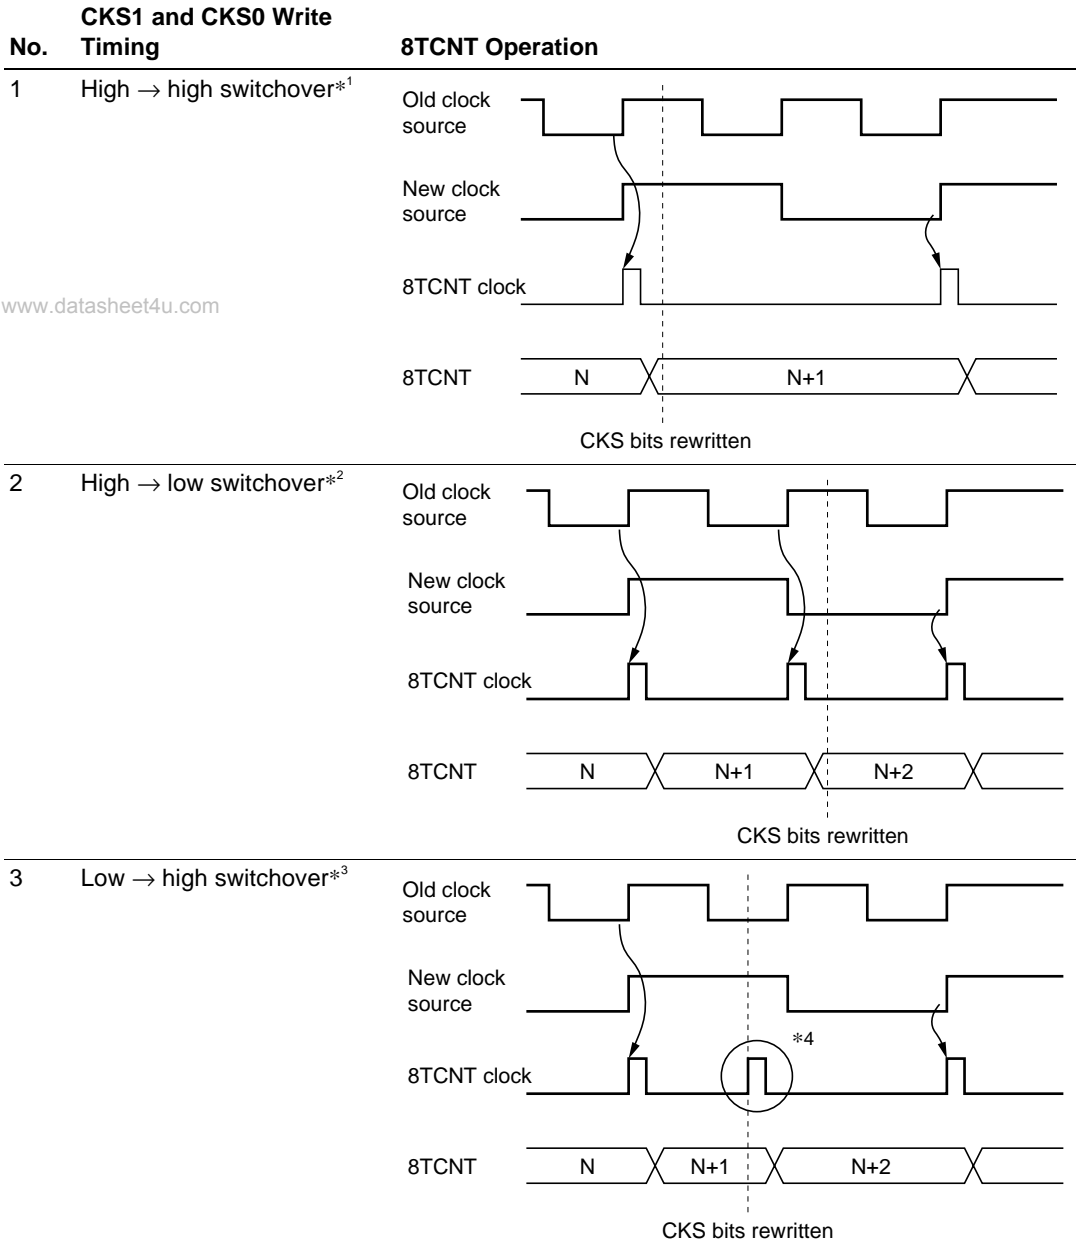 CKS1 and CKS0 Write
No. Timing 8TCNT Operation
1 High → high switchover*1
Old clock
source
New clock
source
8TCNT clock
www.datasheet4u.com
8TCNT N N+1
CKS bits rewritten
2 High → low switchover*2
Old clock
source
New clock
source
8TCNT clock
8TCNT N N+1 N+2
CKS bits rewritten
3 Low → high switchover*3
Old clock
source
New clock
source
*4
8TCNT clock
8TCNT N N+1 N+2
CKS bits rewritten